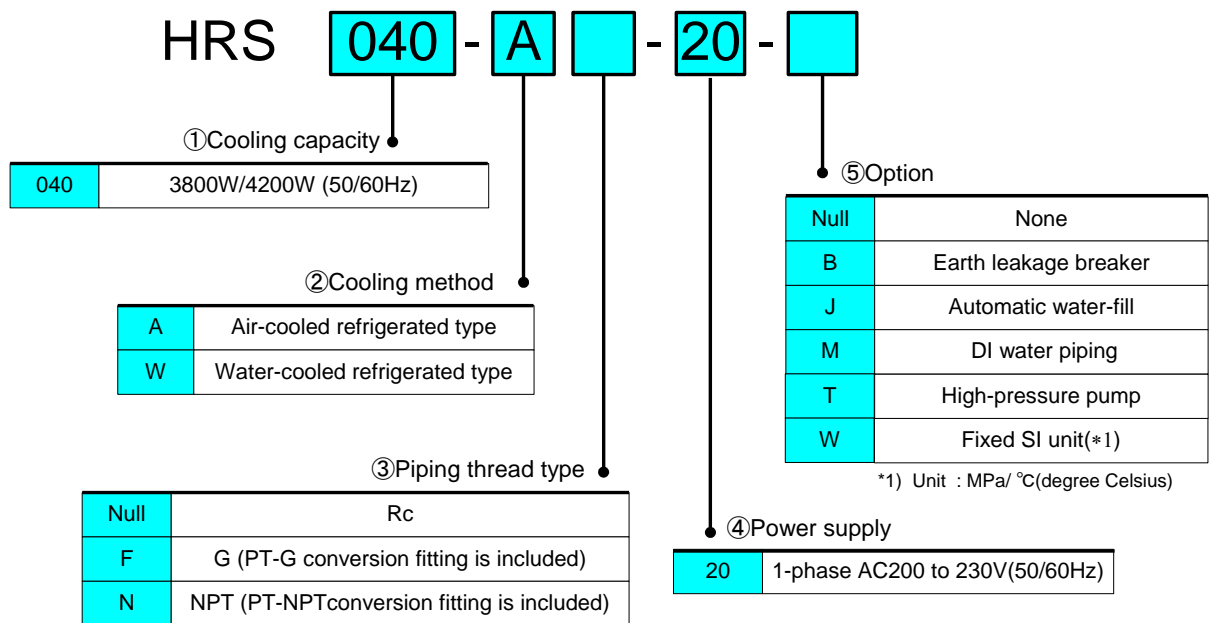 HRS 040 - A - 20 -
①Cooling capacity
040 3800W/4200W (50/60Hz)
⑤Option
Null None
B Earth leakage breaker
J Automatic water-fill
M DI water piping
T High-pressure pump
W Fixed SI unit(*1)
*1) Unit : MPa/ °C(degree Celsius)
②Cooling method
A Air-cooled refrigerated type
W Water-cooled refrigerated type
③Piping thread type
Null Rc
F G (PT-G conversion fitting is included)
N NPT (PT-NPTconversion fitting is included)
④Power supply
20 1-phase AC200 to 230V(50/60Hz)